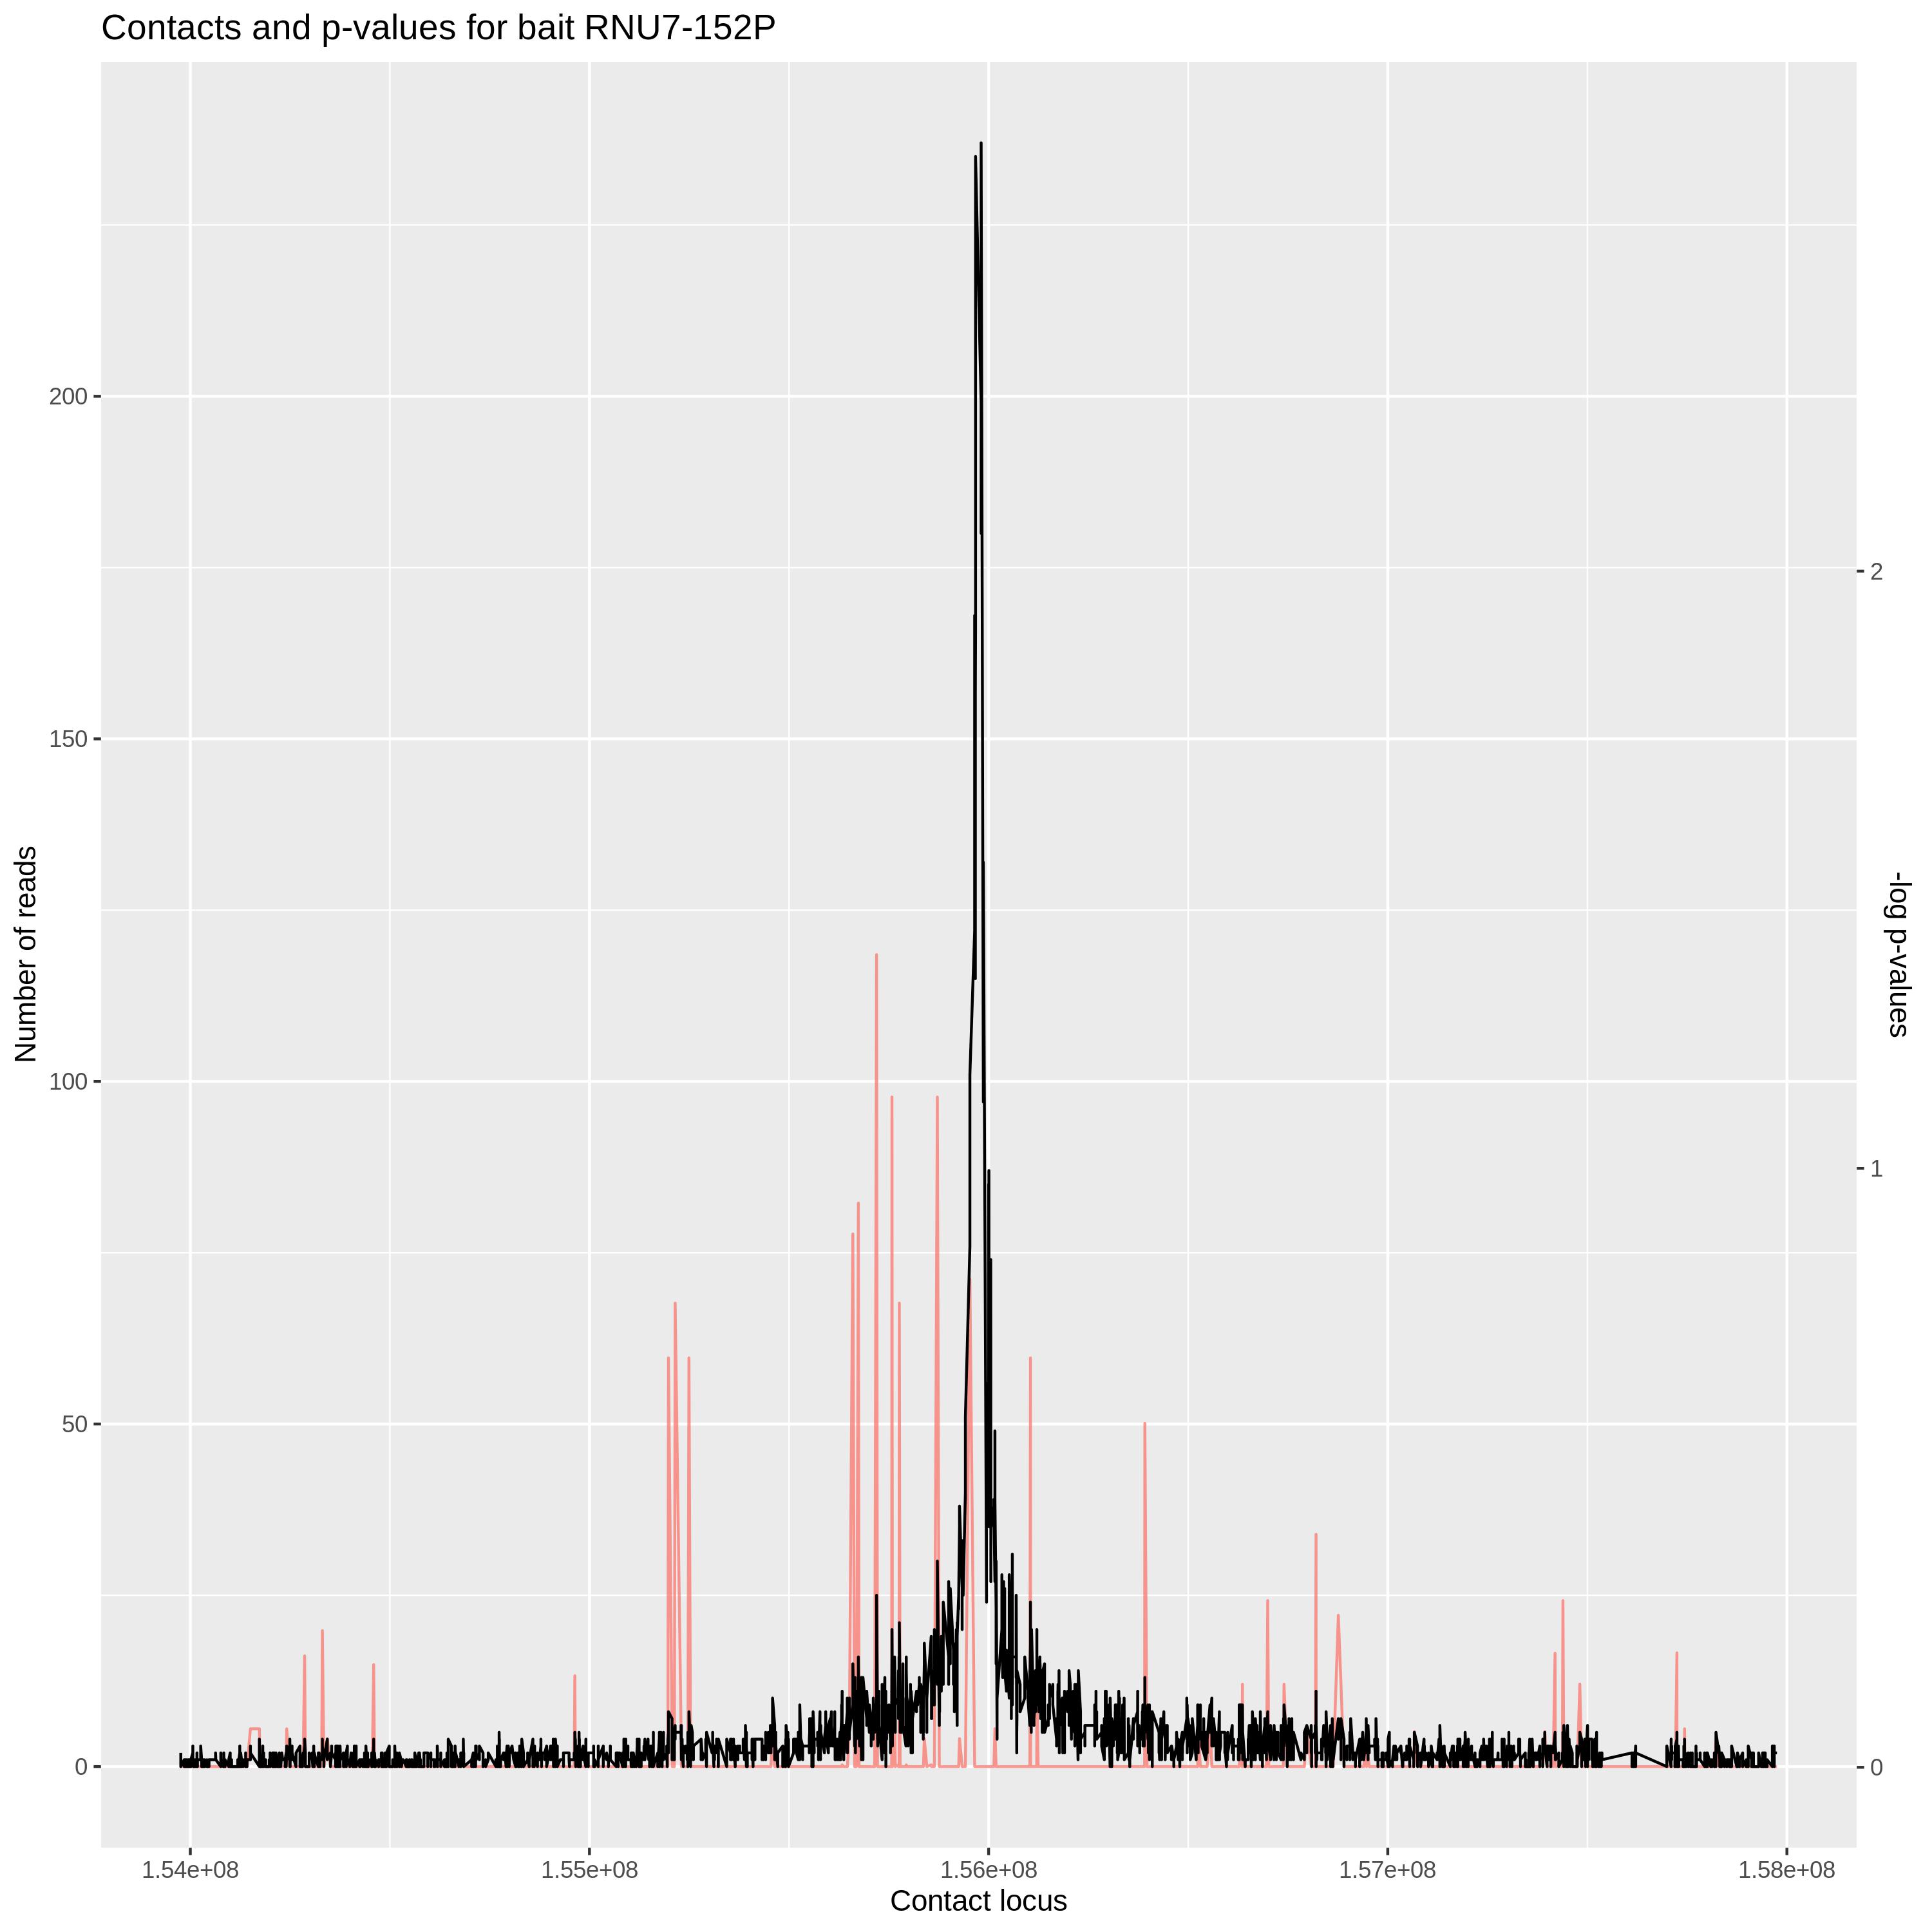 Contacts and p-values for bait RNU7-152P
Number of reads
200
150
100
50
0
2
1
0
-log p-values
1.54e+08
1.55e+08
1.56e+08
1.57e+08
1.58e+08
Contact locus